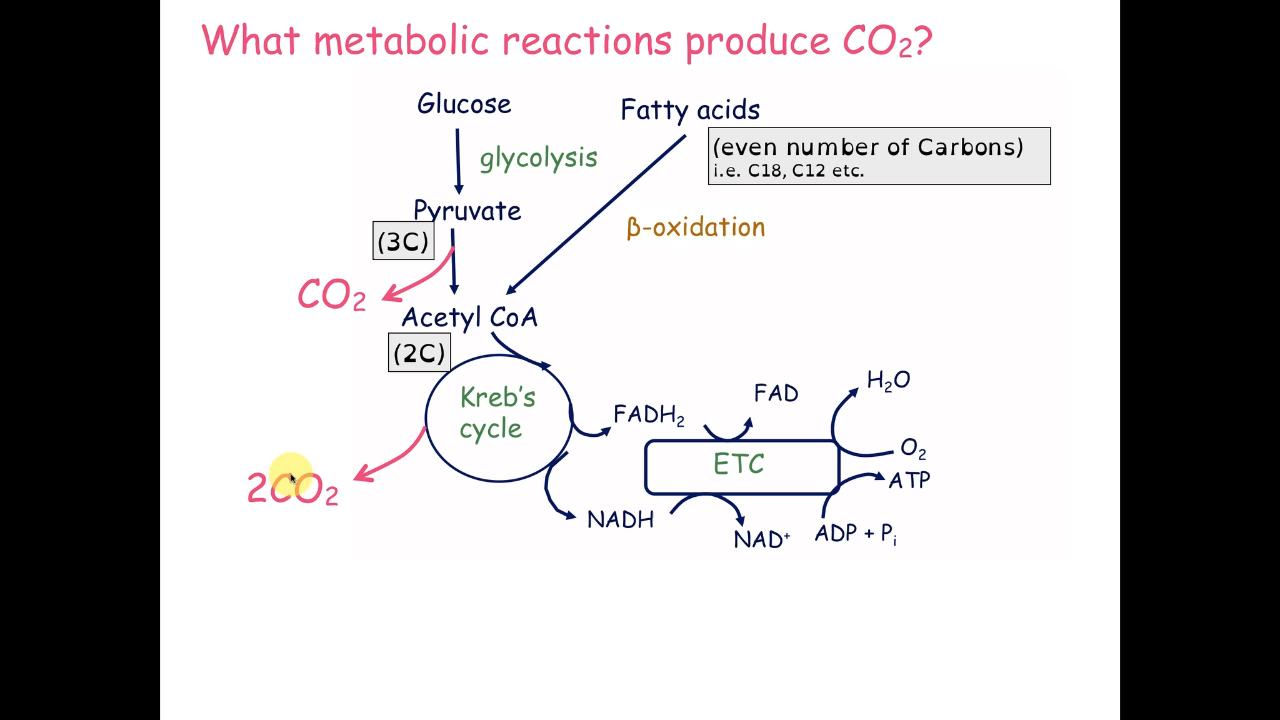 What metabolic reactions produce CO₂?
Glucose
Fatty acids
(even number of Carbons)
i.e. C18, C12 etc.
glycolysis
Pyruvate
(3C)
β-oxidation
CO₂
Acetyl CoA
(2C)
Kreb's
cycle
FADH₂
FAD
H₂O
ETC
O₂
ATP
2CO₂
NADH
NAD⁺
ADP + Pᵢ